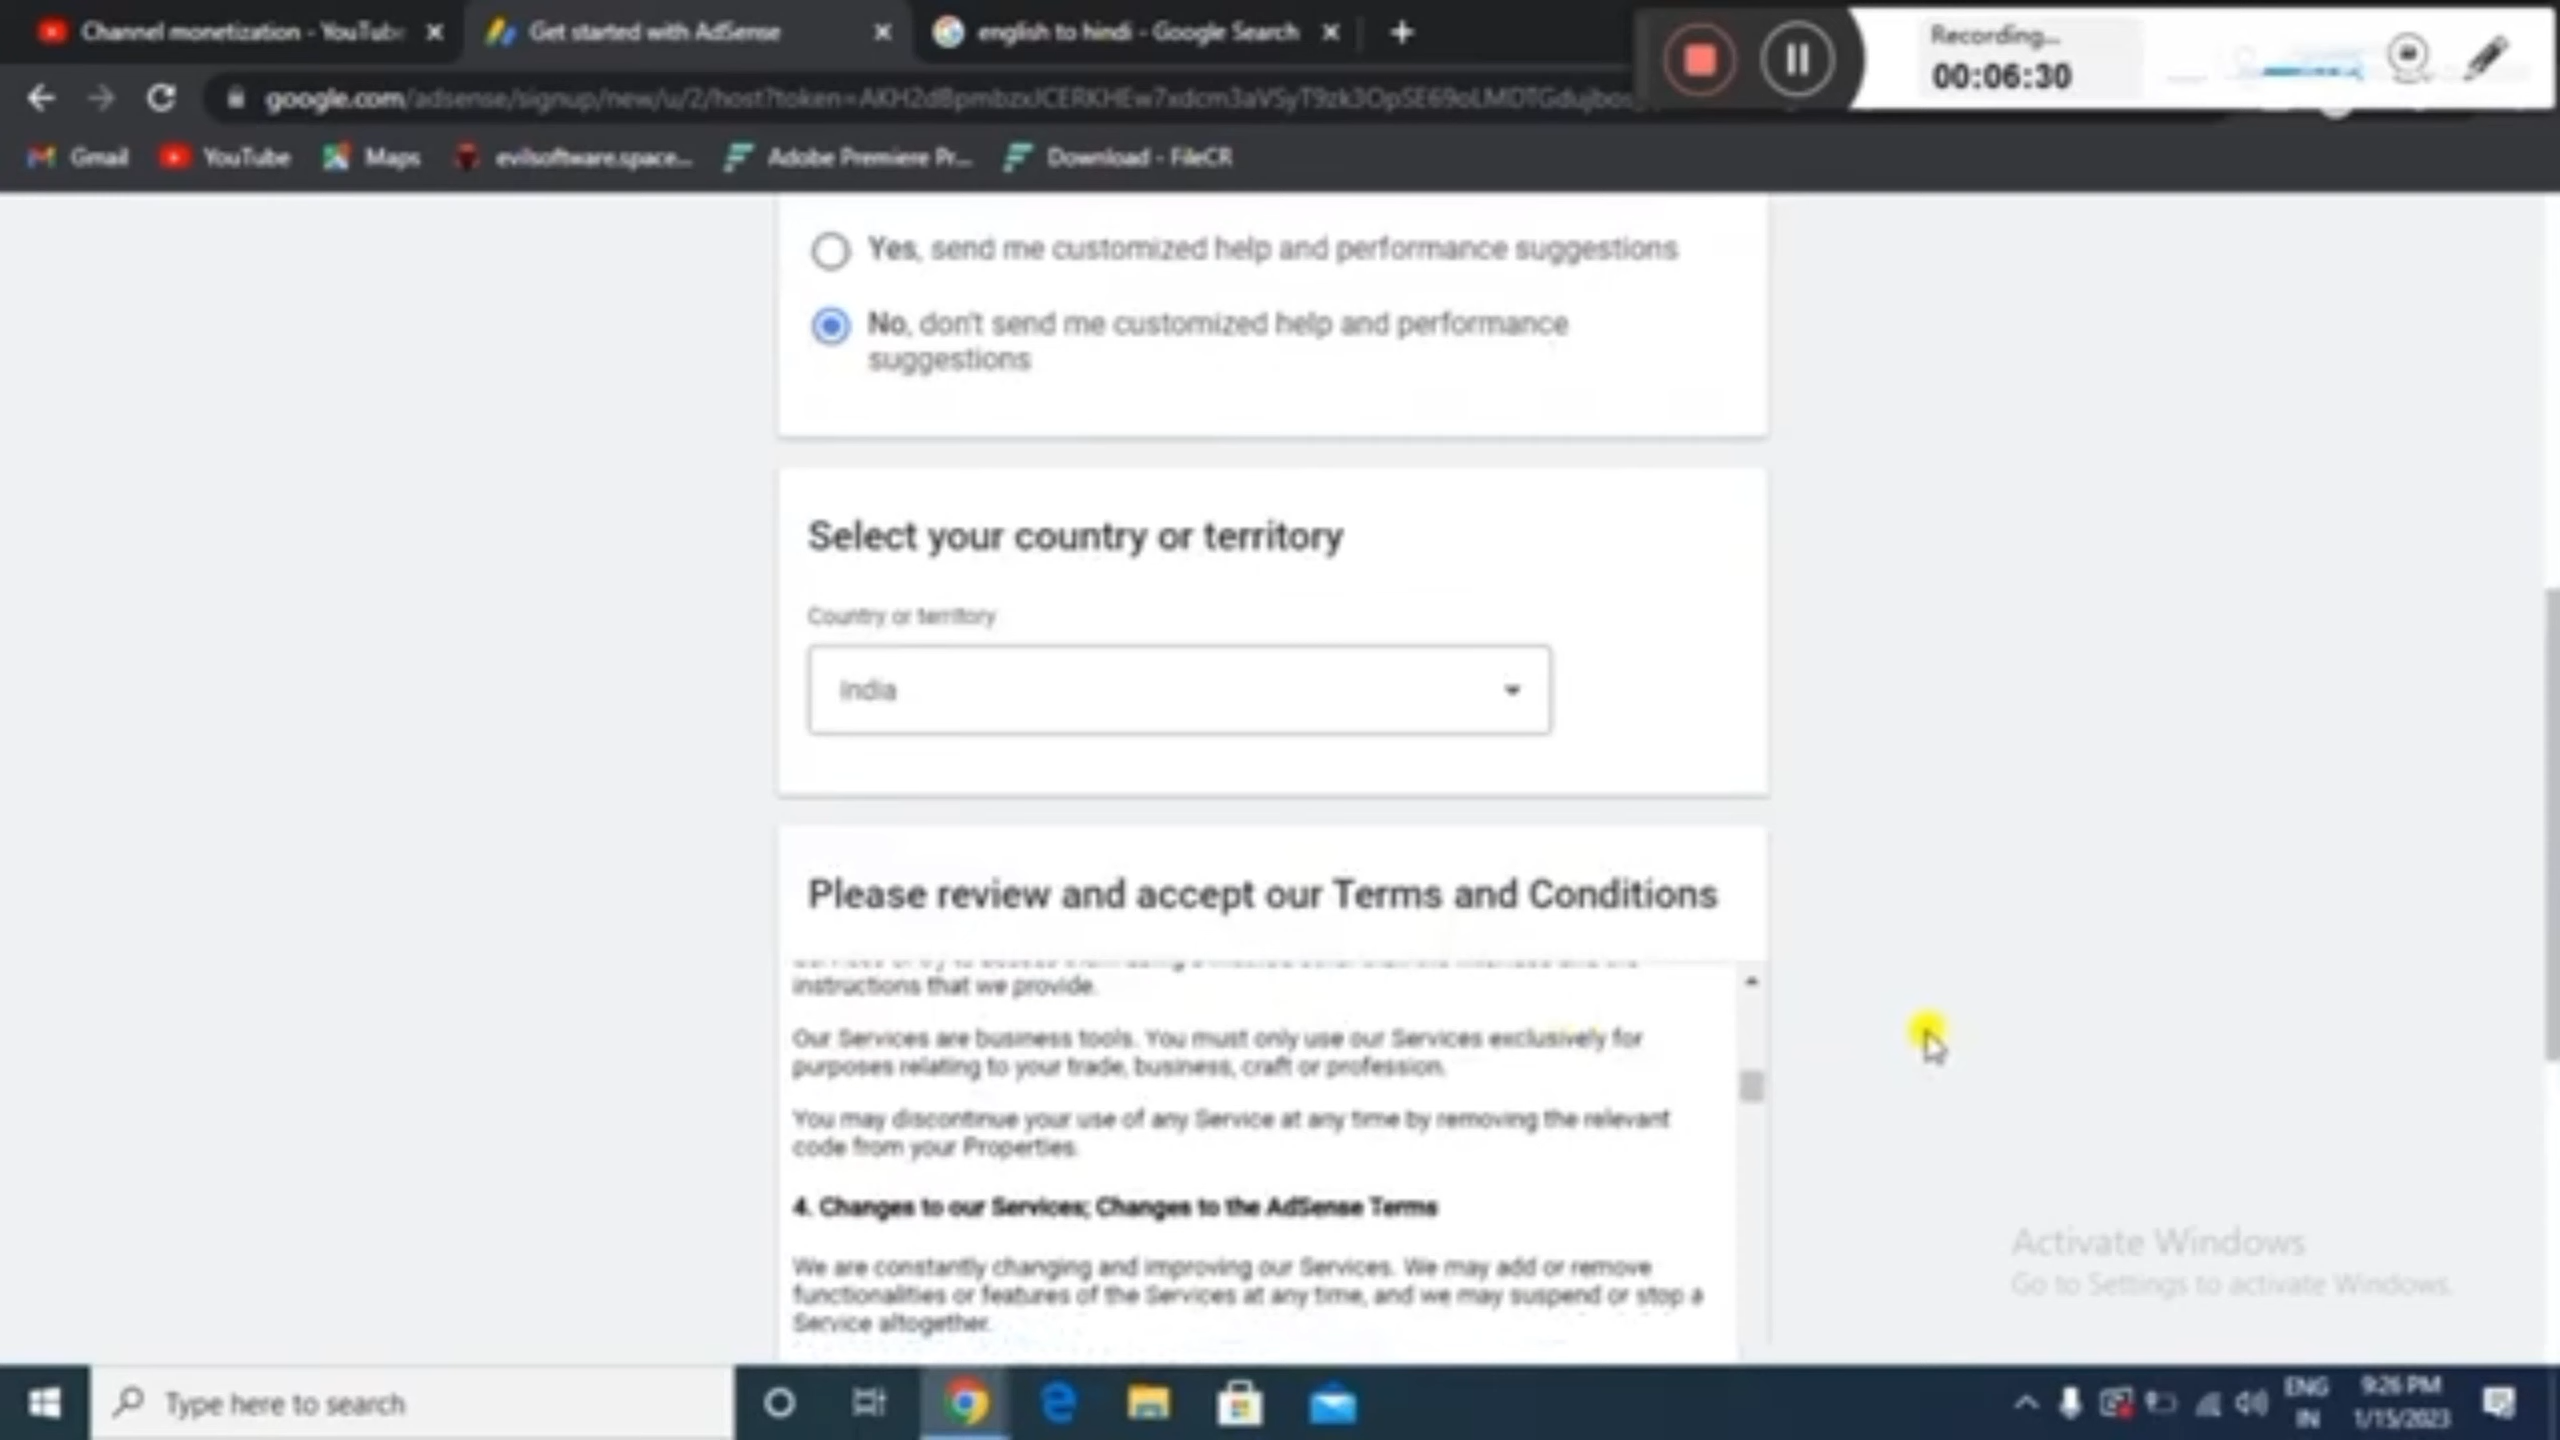 Channel monetization - YouTube
Get started with AdSense
english to hindi - Google Search
Recording...
00:06:30
google.com/adsense/signup/new/u/2/host?token=
Gmail
YouTube
Maps
evilsoftware.space...
Adobe Premiere Pr...
Download - FileCR
Yes, send me customized help and performance suggestions
No, don't send me customized help and performance
suggestions
Select your country or territory
Country or territory
India
Please review and accept our Terms and Conditions
instructions that we provide.
Our Services are business tools. You must only use our Services exclusively for
purposes relating to your trade, business, craft or profession.
You may discontinue your use of any Service at any time by removing the relevant
code from your Properties.
4. Changes to our Services; Changes to the AdSense Terms
We are constantly changing and improving our Services. We may add or remove
functionalities or features of the Services at any time, and we may suspend or stop a
Service altogether.
Activate Windows
Go to Settings to activate Windows.
Type here to search
ENG
IN
9:26 PM
1/15/2023